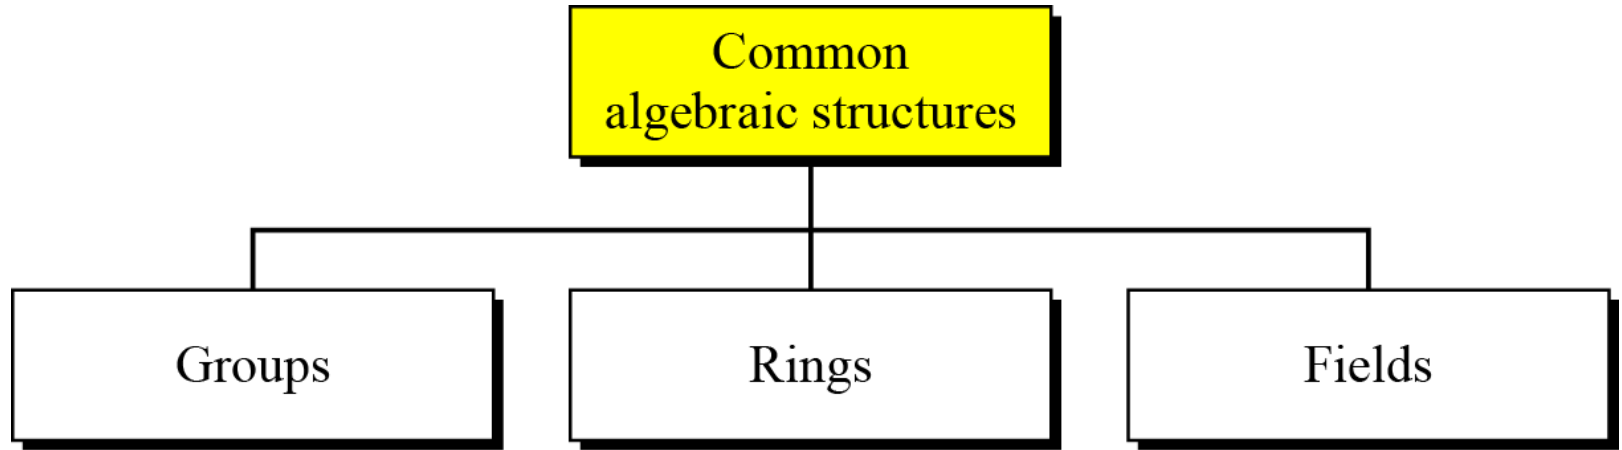 Common
algebraic structures
Groups
Rings
Fields